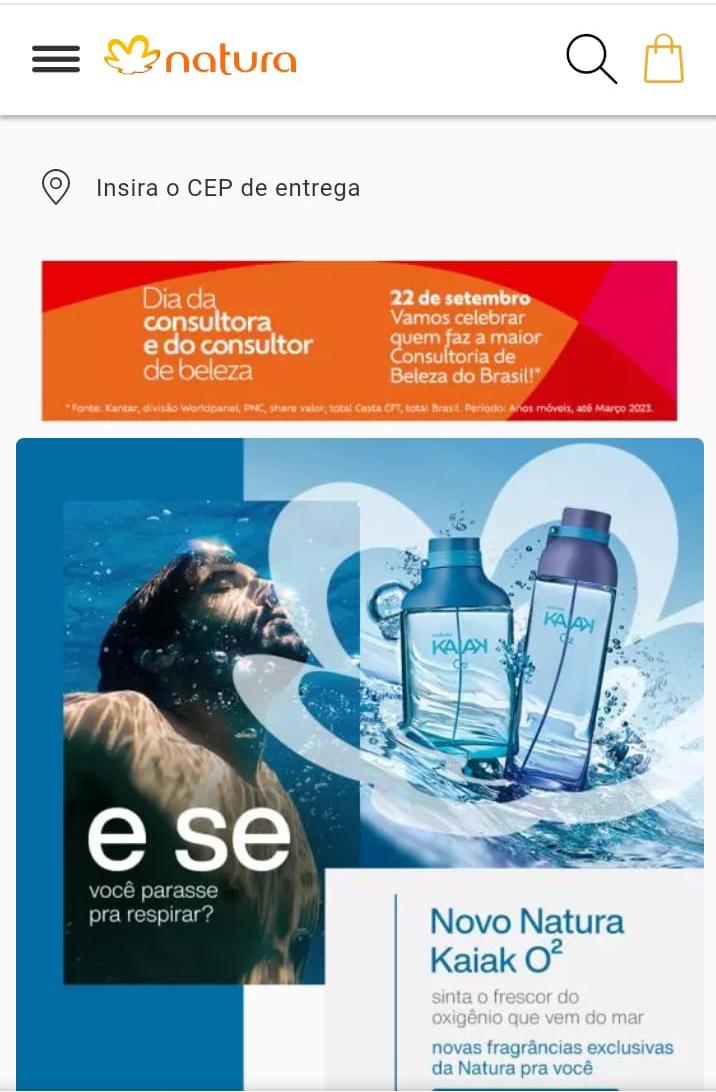 natura
Insira o CEP de entrega
Dia da
consultora
e do consultor
de beleza
22 de setembro
Vamos celebrar
quem faz a maior
Consultoria de
Beleza do Brasil!*
*Fonte: Kantar, divisão Worldpanel, PNC, share valor, total Cesta CFT, total Brasil. Período: Anos móveis, até Março 2023.
natura
KAIAK
O2
natura
KAIAK
O2
e se
você parasse
pra respirar?
Novo Natura
Kaiak O²
sinta o frescor do
oxigênio que vem do mar
novas fragrâncias exclusivas
da Natura pra você